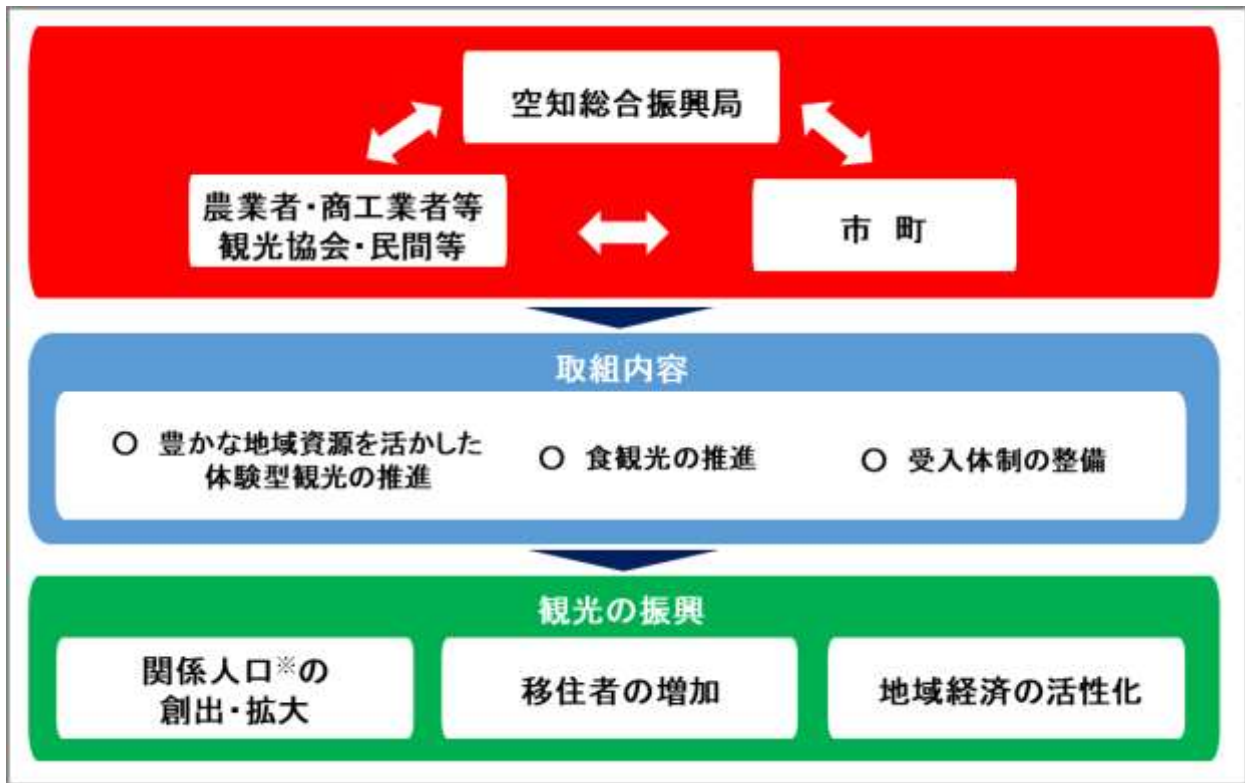 空知総合振興局
農業者・商工業者等
観光協会・民間等
市 町
取組内容
○ 豊かな地域資源を活かした
体験型観光の推進
○ 食観光の推進
○ 受入体制の整備
観光の振興
関係人口※の
創出・拡大
移住者の増加
地域経済の活性化